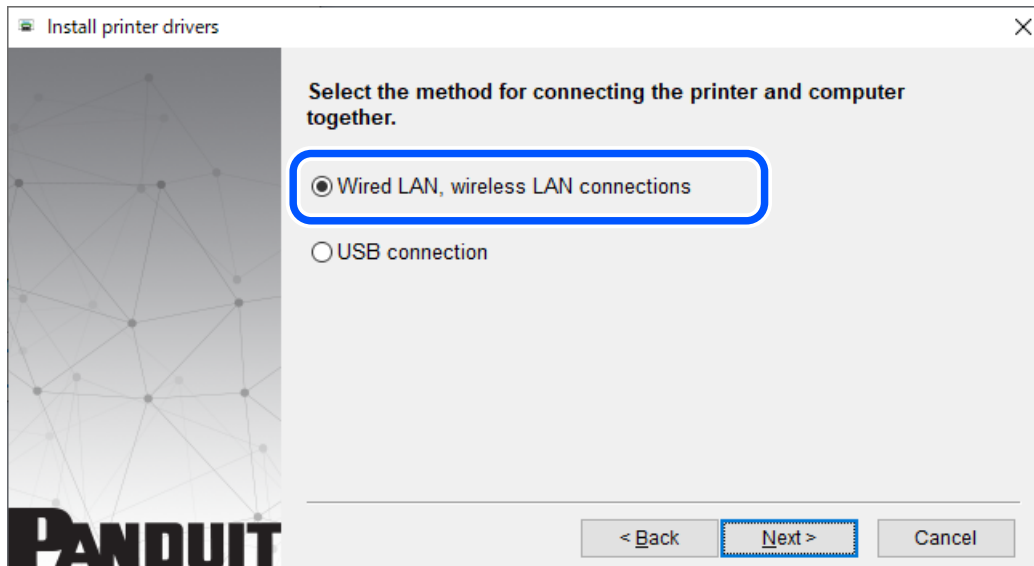 Install printer drivers
Select the method for connecting the printer and computer
together.
Wired LAN, wireless LAN connections
USB connection
PANDUIT
< Back
Next >
Cancel